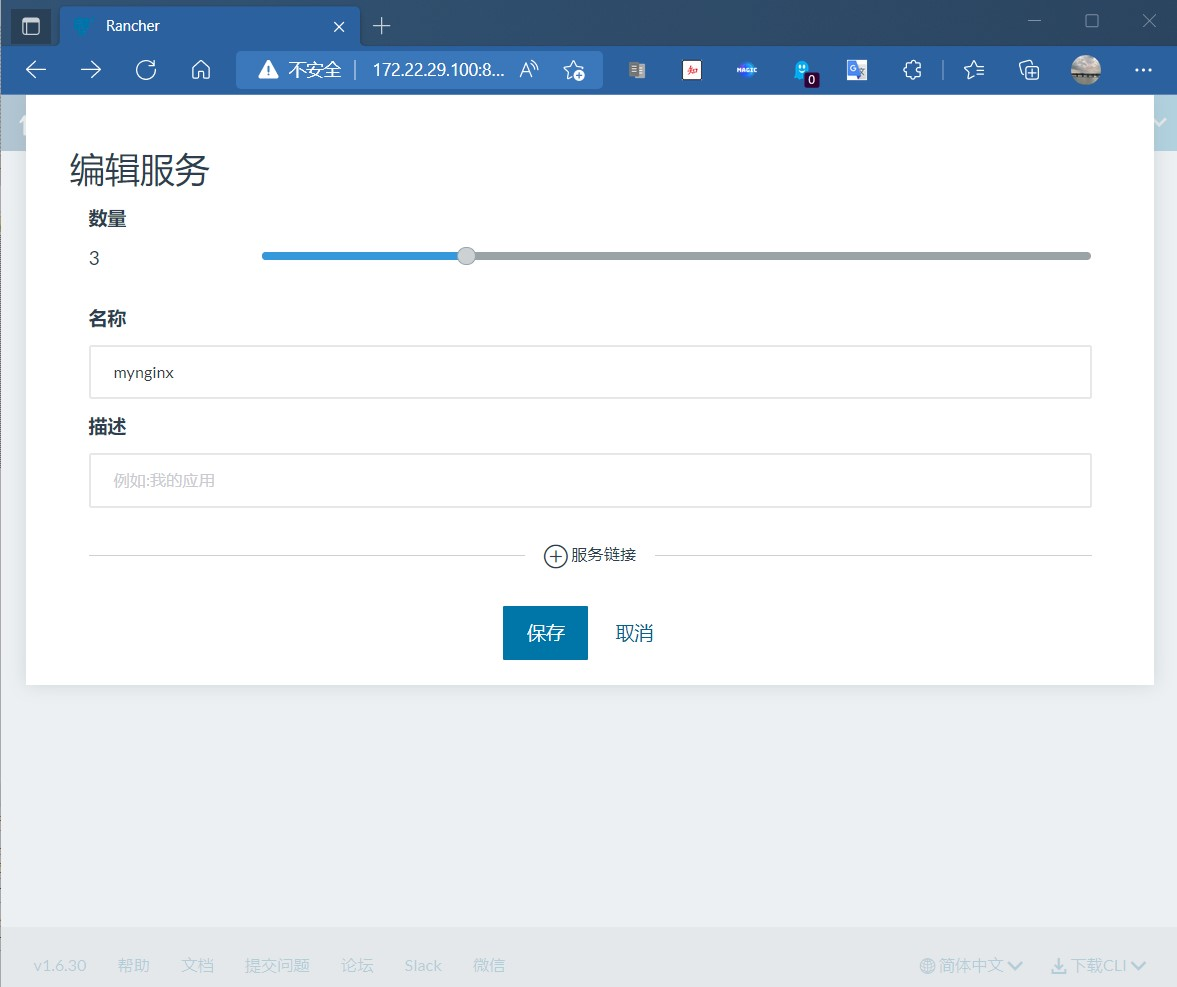 Rancher
不安全 172.22.29.100:8...
知
MAGIC
0
编辑服务
数量
3
名称
mynginx
描述
例如:我的应用
服务链接
保存 取消
v1.6.30 帮助 文档 提交问题 论坛 Slack 微信 简体中文 下载CLI